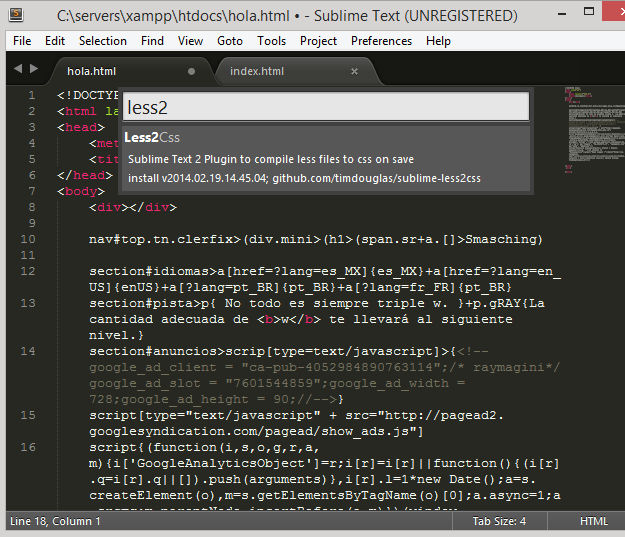 C:\servers\xampp\htdocs\hola.html • - Sublime Text (UNREGISTERED)
File Edit Selection Find View Goto Tools Project Preferences Help
hola.html index.html
less2
Less2Css
Sublime Text 2 Plugin to compile less files to css on save
install v2014.02.19.14.45.04; github.com/timdouglas/sublime-less2css
1 <!DOCTYPE
2 <html la
3 <head>
4 <met
5 <tit
6 </head>
7 <body>
8 <div></div>
9
10 nav#top.tn.clerfix>(div.mini>(h1>(span.sr+a.[]>Smasching)
11
12 section#idiomas>a[href=?lang=es_MX]{es_MX}+a[href=?lang=en_
US]{enUS}+a[?lang=pt_BR]{pt_BR}+a[?lang=fr_FR]{pt_BR}
13 section#pista>p{ No todo es siempre triple w. }+p.gRAY{La
cantidad adecuada de <b>w</b> te llevará al siguiente
nivel.}
14 section#anuncios>scrip[type=text/javascript]>{<!--
google_ad_client = "ca-pub-4052984890763114";/* raymagini*/
google_ad_slot = "7601544859";google_ad_width =
728;google_ad_height = 90;//-->}
15 script[type="text/javascript" + src="http://pagead2.
googlesyndication.com/pagead/show_ads.js"]
16 script{(function(i,s,o,g,r,a,
m){i['GoogleAnalyticsObject']=r;i[r]=i[r]||function(){(i[r]
.q=i[r].q||[]).push(arguments)},i[r].l=1*new Date();a=s.
createElement(o),m=s.getElementsByTagName(o)[0];a.async=1;a
Line 18, Column 1 Tab Size: 4 HTML